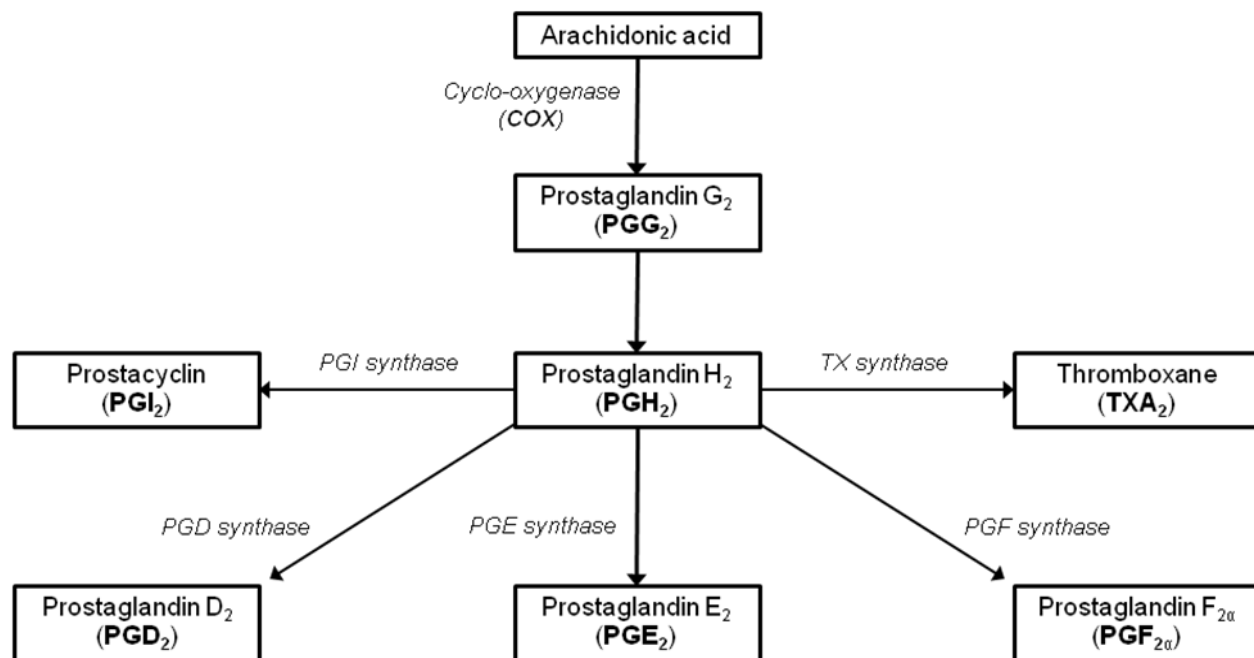 Arachidonic acid
Cyclo-oxygenase
(COX)
Prostaglandin G₂
(PGG₂)
PGI synthase
TX synthase
Prostacyclin
(PGI₂)
Prostaglandin H₂
(PGH₂)
Thromboxane
(TXA₂)
PGD synthase
PGE synthase
PGF synthase
Prostaglandin D₂
(PGD₂)
Prostaglandin E₂
(PGE₂)
Prostaglandin F₂α
(PGF₂α)